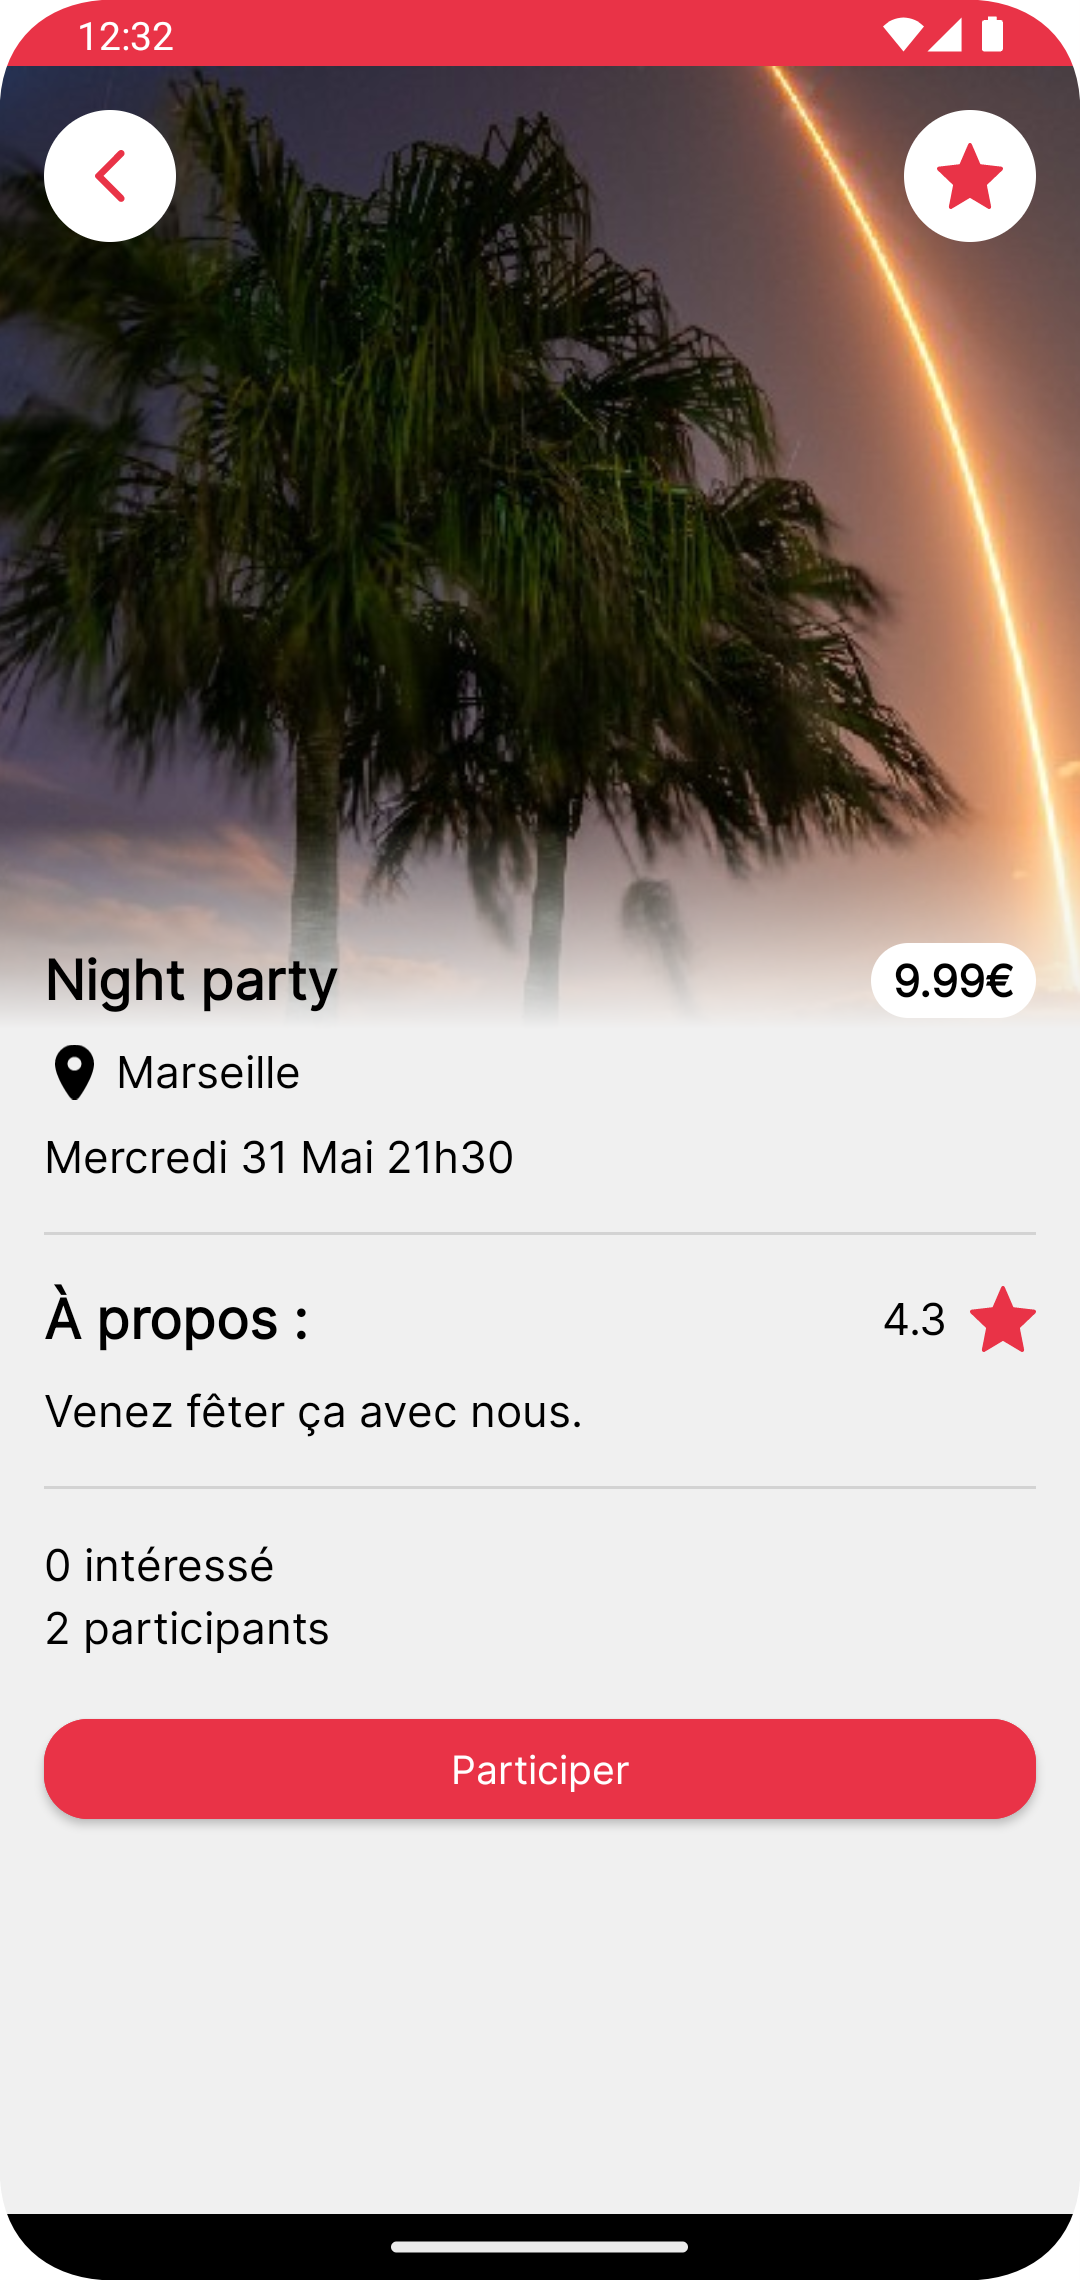 12:32
Night party
9.99€
Marseille
Mercredi 31 Mai 21h30
À propos :
4.3
Venez fêter ça avec nous.
0 intéressé
2 participants
Participer